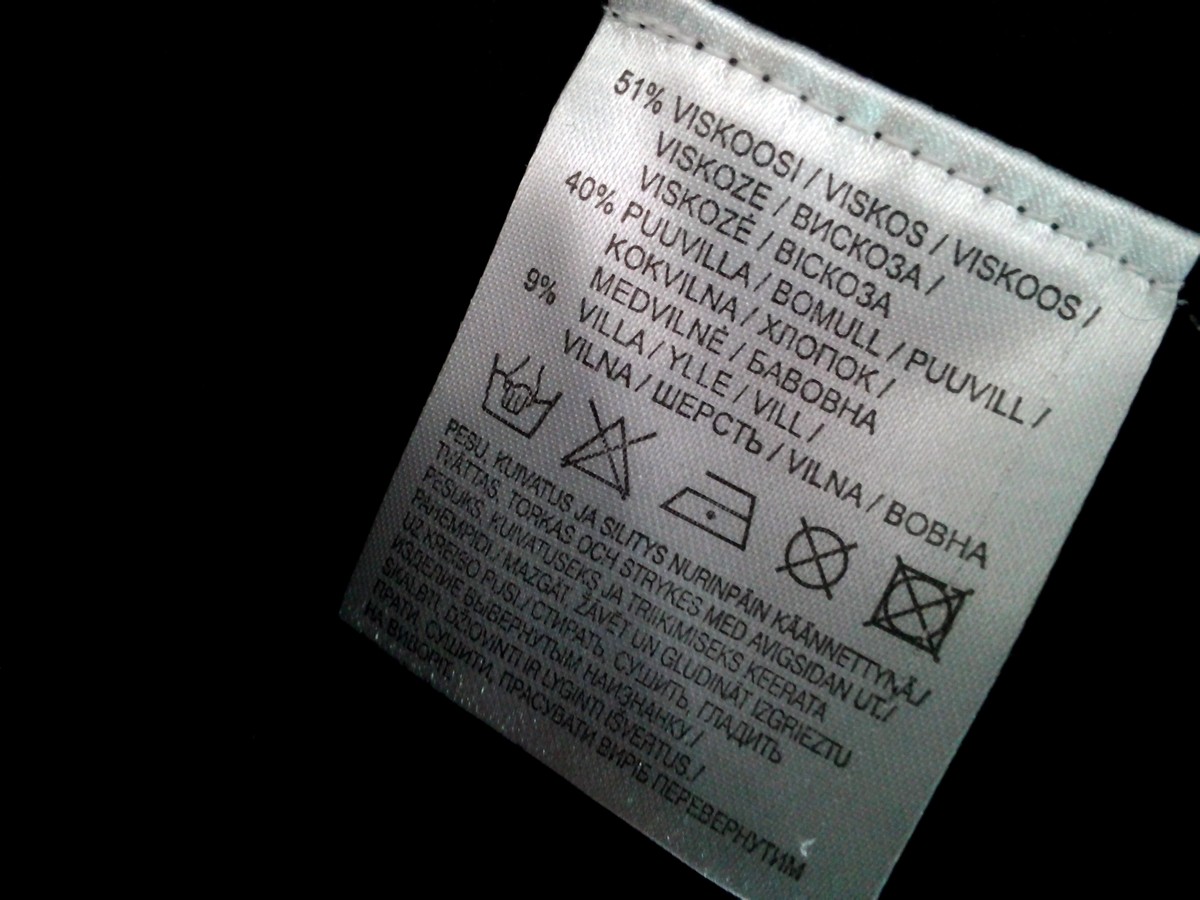 51% VISKOOSI / VISKOS / VISKOOS /
VISKOZE / ВИСКОЗА /
VISKOZĖ / ВІСКОЗА
40% PUUVILLA / BOMULL / PUUVILL /
KOKVILNA / ХЛОПОК /
MEDVILNĖ / БАВОВНА
9% VILLA / YLLE / VILL /
VILNA / ШЕРСТЬ / VILNA / ВОВНА
PESU, KUIVATUS JA SILITYS NURINPÄIN KÄÄNNETTYNÄ./
TVÄTTAS, TORKAS OCH STRYKES MED AVIGSIDAN UT./
PESUKS, KUIVATUSEKS JA TRIIKIMISEKS KEERATA
PAHEMPIDI./ MAZGĀT, ŽĀVĒT UN GLUDINĀT IZGRIEZTU
UZ KREISO PUSI./ СТИРАТЬ, СУШИТЬ, ГЛАДИТЬ
ИЗДЕЛИЕ ВЫВЕРНУТЫМ НАИЗНАНКУ./
SKALBTI, DŽIOVINTI IR LYGINTI IŠVERTUS./
ПРАТИ, СУШИТИ, ПРАСУВАТИ ВИРІБ ПЕРЕВЕРНУТИМ
НА ВИВОРІТ.